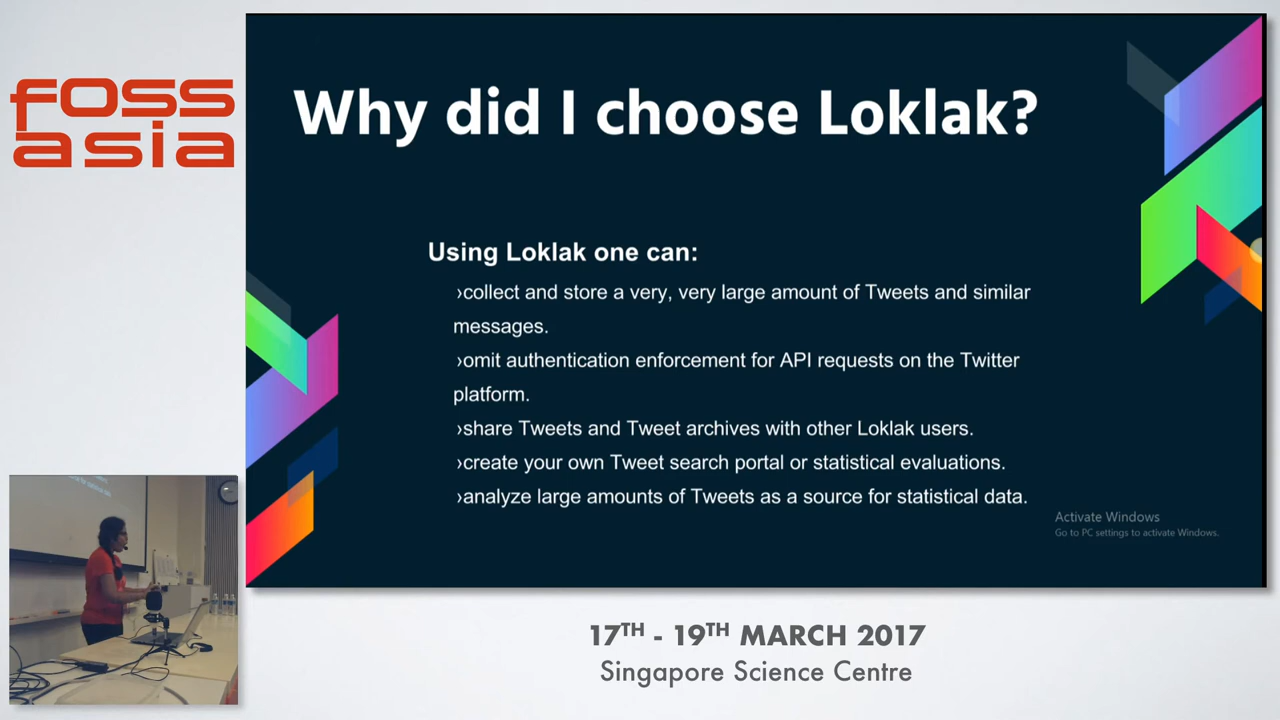 foss
asia
Why did I choose Loklak?
Using Loklak one can:
›collect and store a very, very large amount of Tweets and similar
messages.
›omit authentication enforcement for API requests on the Twitter
platform.
›share Tweets and Tweet archives with other Loklak users.
›create your own Tweet search portal or statistical evaluations.
›analyze large amounts of Tweets as a source for statistical data.
Activate Windows
Go to PC settings to activate Windows.
17TH - 19TH MARCH 2017
Singapore Science Centre